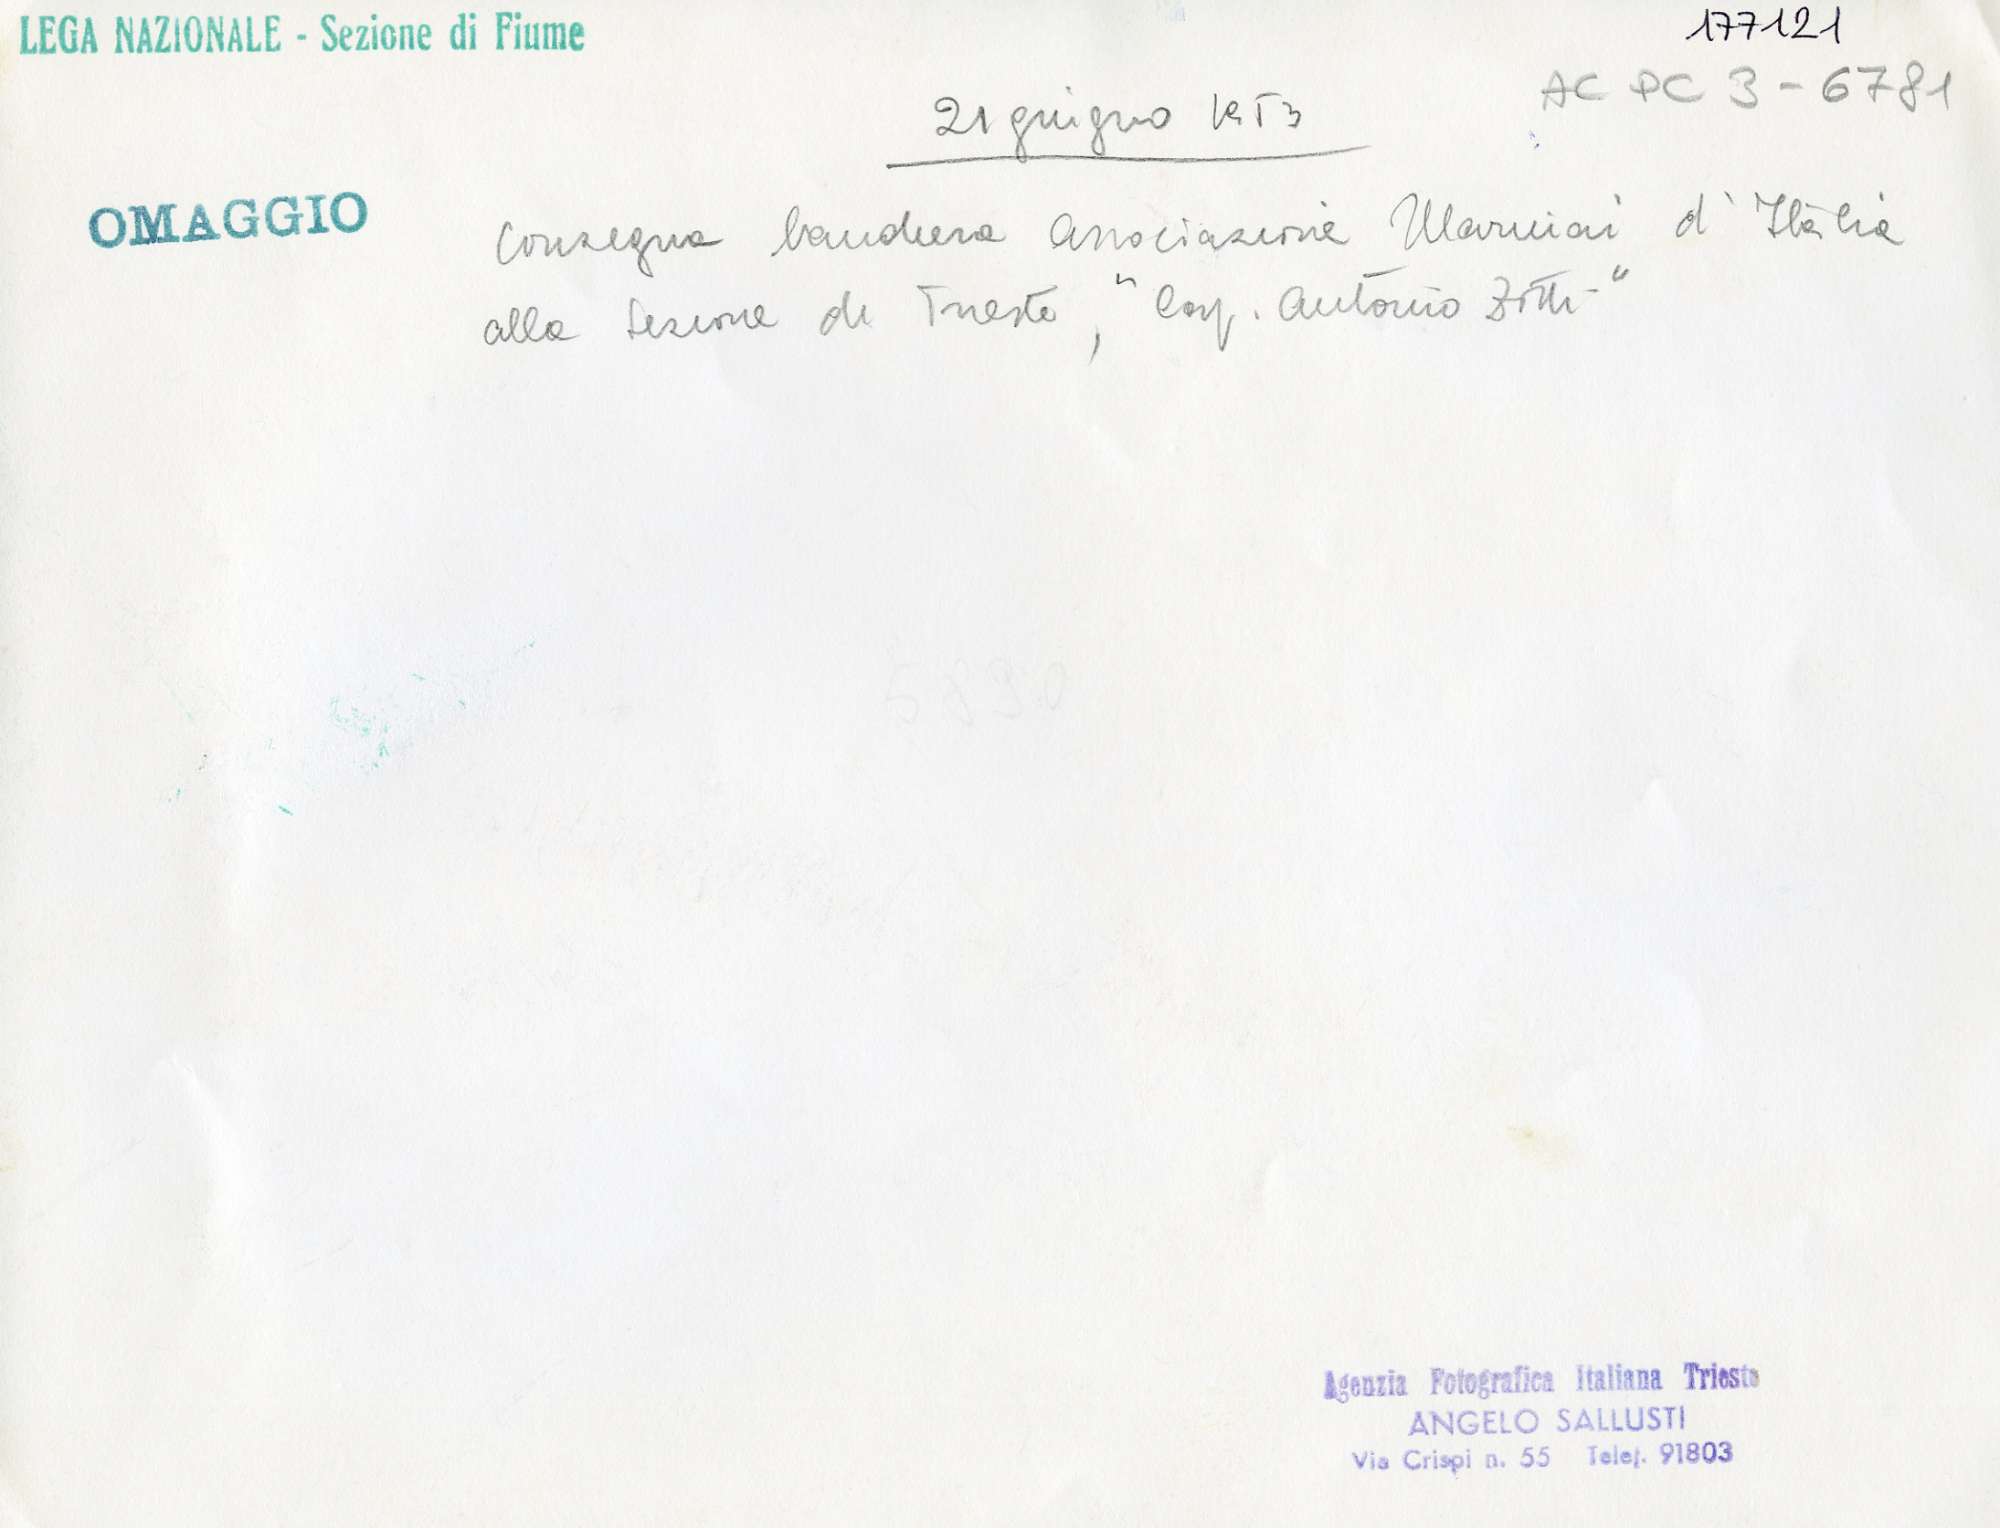 LEGA NAZIONALE - Sezione di Fiume
177121
AC PC 3 - 6781
21 giugno 1953
OMAGGIO
Consegna bandiera Associazione Marinai d'Italia
alla Sezione di Trieste, "Cap. Antonio Zotti"
5890
Agenzia Fotografica Italiana Trieste
ANGELO SALLUSTI
Via Crispi n. 55 Telef. 91803